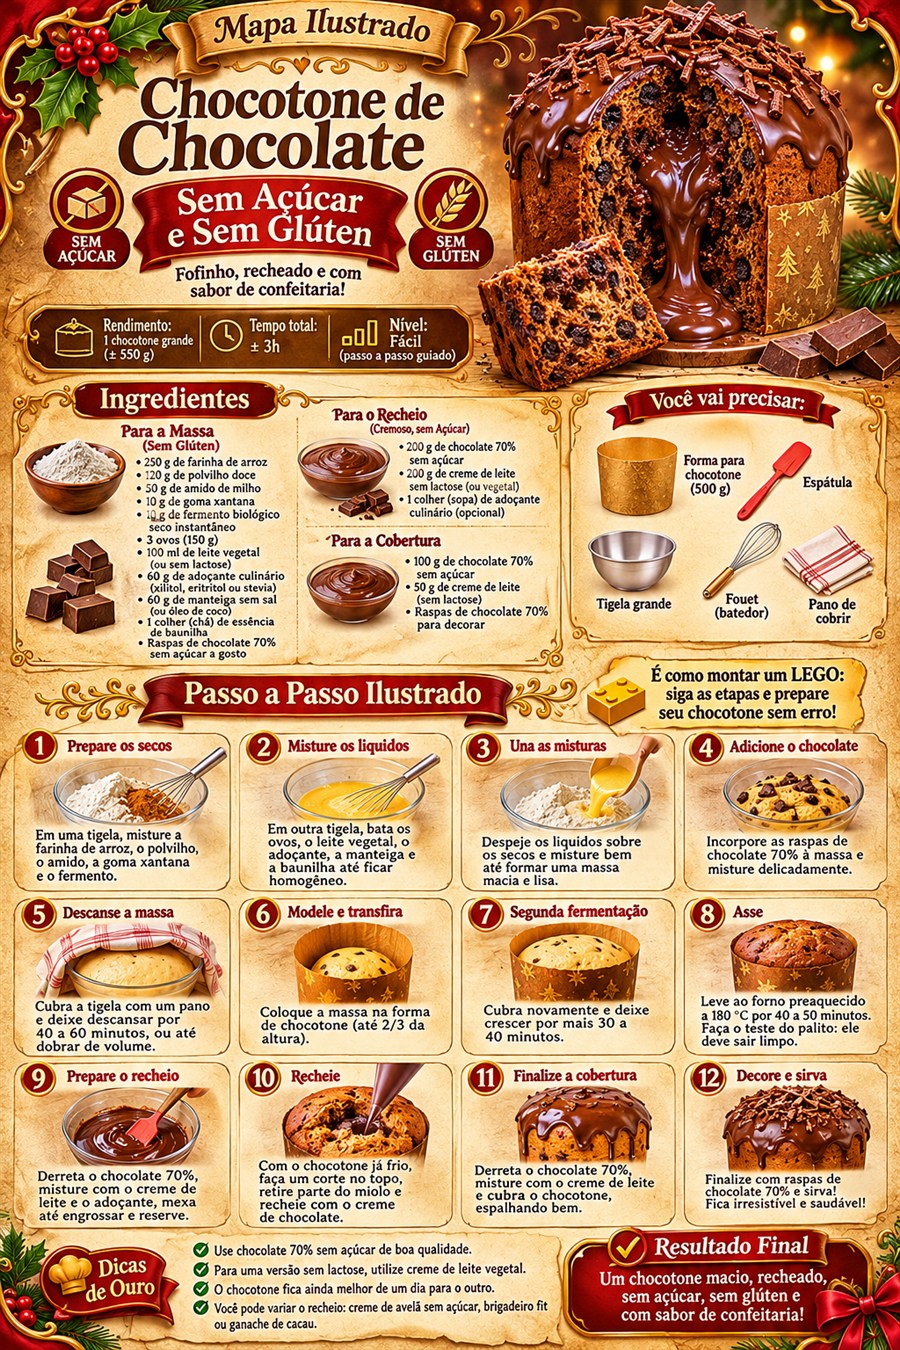 Mapa Ilustrado
Chocotone de
Chocolate
Sem Açúcar
e Sem Glúten
SEM
AÇÚCAR
SEM
GLÚTEN
Fofinho, recheado e com
sabor de confeitaria!
Rendimento:
1 chocotone grande
(± 550 g)
Tempo total:
± 3h
Nível:
Fácil
(passo a passo guiado)
Ingredientes
Para a Massa
(Sem Glúten)
• 250 g de farinha de arroz
• 120 g de polvilho doce
• 50 g de amido de milho
• 10 g de goma xantana
• 10 g de fermento biológico
seco instantâneo
• 3 ovos (150 g)
• 100 ml de leite vegetal
(ou sem lactose)
• 60 g de adoçante culinário
(xilitol, eritritol ou stevia)
• 60 g de manteiga sem sal
(ou óleo de coco)
• 1 colher (chá) de essência
de baunilha
• Raspas de chocolate 70%
sem açúcar a gosto
Para o Recheio
(Cremoso, sem Açúcar)
• 200 g de chocolate 70%
sem açúcar
• 200 g de creme de leite
sem lactose (ou vegetal)
• 1 colher (sopa) de adoçante
culinário (opcional)
Para a Cobertura
• 100 g de chocolate 70%
sem açúcar
• 50 g de creme de leite
(sem lactose)
• Raspas de chocolate 70%
para decorar
Você vai precisar:
Forma para
chocotone
(500 g)
Espátula
Tigela grande
Fouet
(batedor)
Pano de
cobrir
Passo a Passo Ilustrado
É como montar um LEGO:
siga as etapas e prepare
seu chocotone sem erro!
1 Prepare os secos
Em uma tigela, misture a
farinha de arroz, o polvilho,
o amido, a goma xantana
e o fermento.
2 Misture os liquidos
Em outra tigela, bata os
ovos, o leite vegetal, o
adoçante, a manteiga e
a baunilha até ficar
homogêneo.
3 Una as misturas
Despeje os liquidos sobre
os secos e misture bem
até formar uma massa
macia e lisa.
4 Adicione o chocolate
Incorpore as raspas de
chocolate 70% à massa e
misture delicadamente.
5 Descanse a massa
Cubra a tigela com um pano
e deixe descansar por
40 a 60 minutos, ou até
dobrar de volume.
6 Modele e transfira
Coloque a massa na forma
de chocotone (até 2/3 da
altura).
7 Segunda fermentação
Cubra novamente e deixe
crescer por mais 30 a
40 minutos.
8 Asse
Leve ao forno preaquecido
a 180 °C por 40 a 50 minutos.
Faça o teste do palito: ele
deve sair limpo.
9 Prepare o recheio
Derreta o chocolate 70%,
misture com o creme de
leite e o adoçante, mexa
até engrossar e reserve.
10 Recheie
Com o chocotone já frio,
faça um corte no topo,
retire parte do miolo e
recheie com o creme
de chocolate.
11 Finalize a cobertura
Derreta o chocolate 70%,
misture com o creme de leite
e cubra o chocotone,
espalhando bem.
12 Decore e sirva
Finalize com raspas de
chocolate 70% e sirva!
Fica irresistível e saudável!
Dicas
de Ouro
Use chocolate 70% sem açúcar de boa qualidade.
Para uma versão sem lactose, utilize creme de leite vegetal.
O chocotone fica ainda melhor de um dia para o outro.
Você pode variar o recheio: creme de avelã sem açúcar, brigadeiro fit
ou ganache de cacau.
Resultado Final
Um chocotone macio, recheado,
sem açúcar, sem glúten e
com sabor de confeitaria!